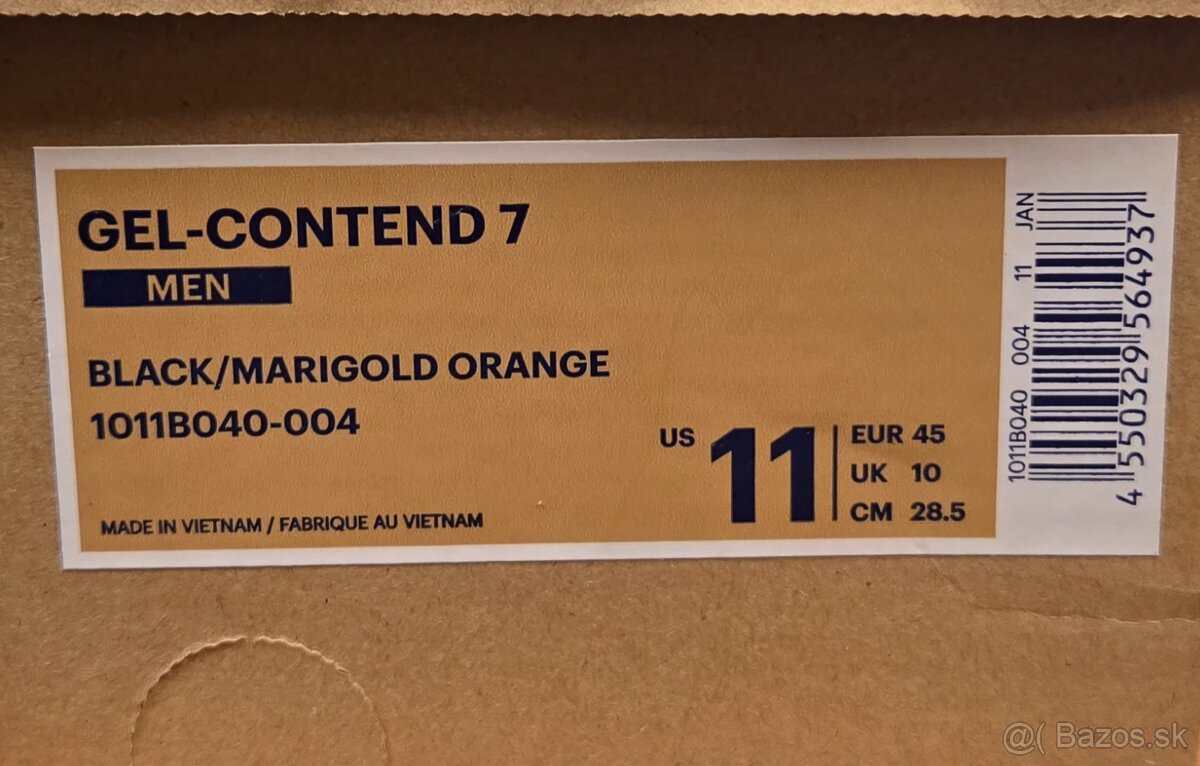 GEL-CONTEND 7
MEN
BLACK/MARIGOLD ORANGE
1011B040-004
MADE IN VIETNAM / FABRIQUE AU VIETNAM
US 11
EUR 45
UK 10
CM 28.5
1011B040 004 11 JAN
4 550329 564937
@( Bazos.sk